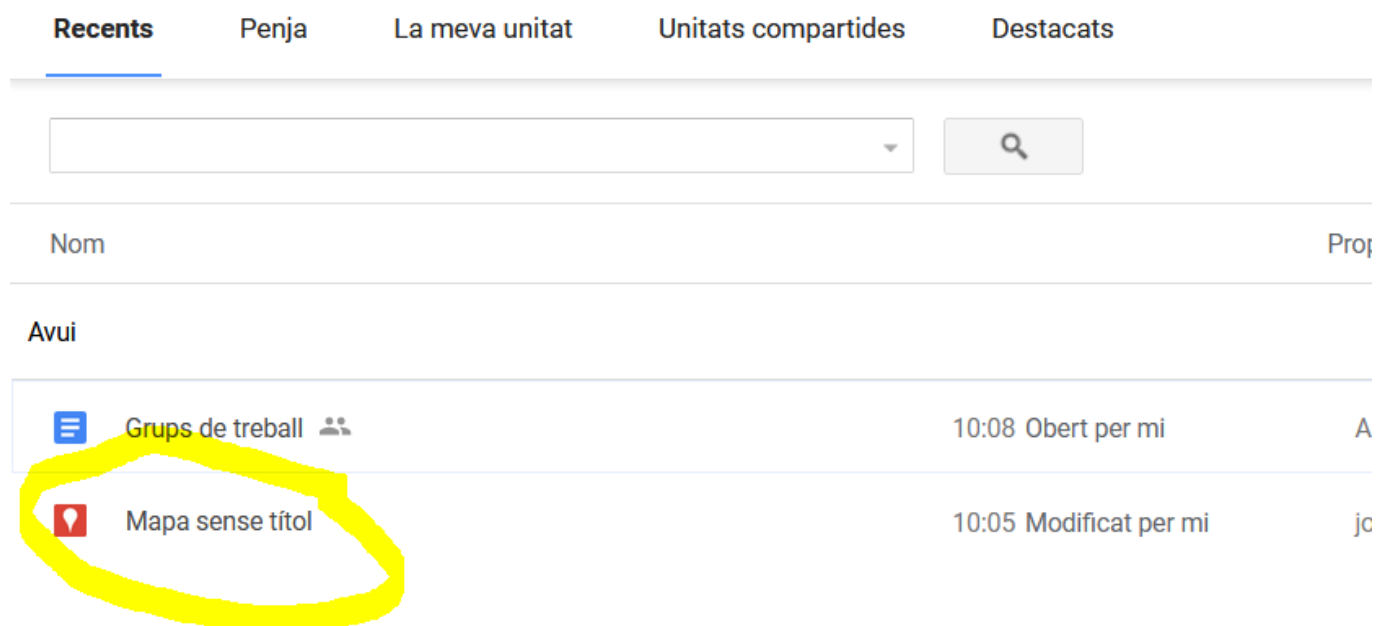 Recents Penja La meva unitat Unitats compartides Destacats
Nom
Avui
Grups de treball 10:08 Obert per mi
Mapa sense títol 10:05 Modificat per mi